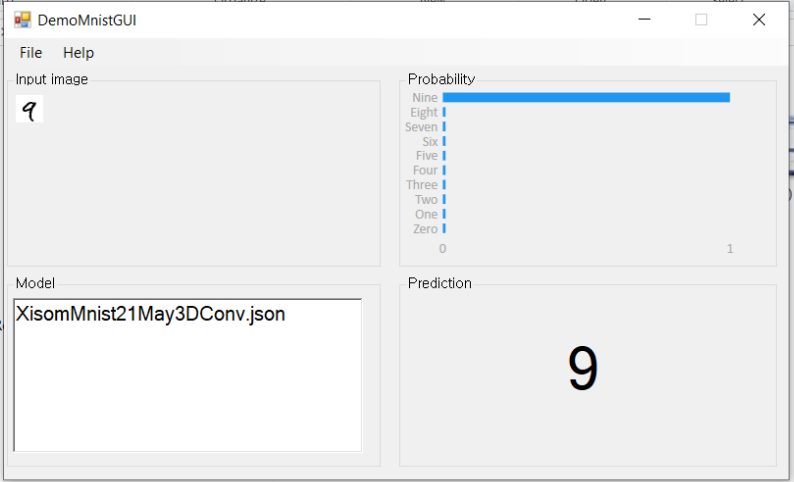 DemoMnistGUI
File Help
Input image
9
Probability
Nine
Eight
Seven
Six
Five
Four
Three
Two
One
Zero
0 1
Model
XisomMnist21May3DConv.json
Prediction
9